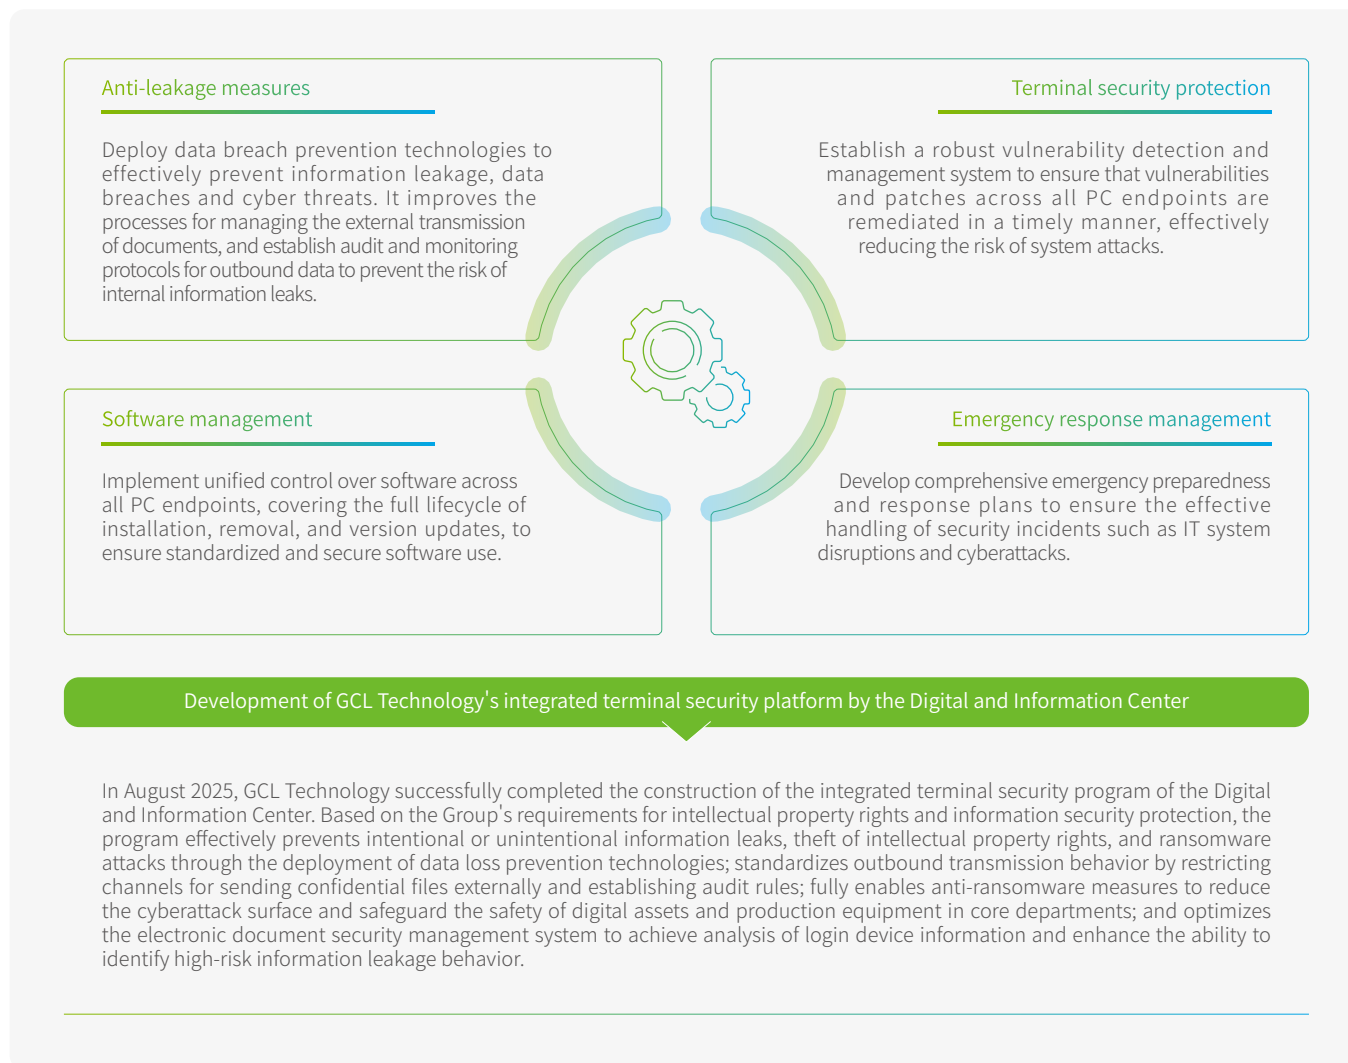 Anti-leakage measures
Deploy data breach prevention technologies to
effectively prevent information leakage, data
breaches and cyber threats. It improves the
processes for managing the external transmission
of documents, and establish audit and monitoring
protocols for outbound data to prevent the risk of
internal information leaks.
Terminal security protection
Establish a robust vulnerability detection and
management system to ensure that vulnerabilities
and patches across all PC endpoints are
remediated in a timely manner, effectively
reducing the risk of system attacks.
Software management
Implement unified control over software across
all PC endpoints, covering the full lifecycle of
installation, removal, and version updates, to
ensure standardized and secure software use.
Emergency response management
Develop comprehensive emergency preparedness
and response plans to ensure the effective
handling of security incidents such as IT system
disruptions and cyberattacks.
Development of GCL Technology's integrated terminal security platform by the Digital and Information Center
In August 2025, GCL Technology successfully completed the construction of the integrated terminal security program of the Digital
and Information Center. Based on the Group's requirements for intellectual property rights and information security protection, the
program effectively prevents intentional or unintentional information leaks, theft of intellectual property rights, and ransomware
attacks through the deployment of data loss prevention technologies; standardizes outbound transmission behavior by restricting
channels for sending confidential files externally and establishing audit rules; fully enables anti-ransomware measures to reduce
the cyberattack surface and safeguard the safety of digital assets and production equipment in core departments; and optimizes
the electronic document security management system to achieve analysis of login device information and enhance the ability to
identify high-risk information leakage behavior.